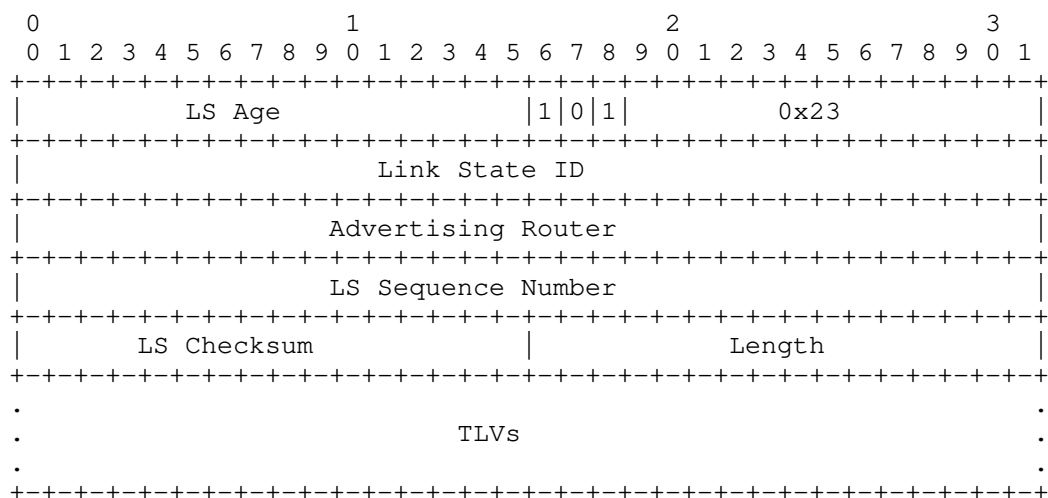 0                   1                   2                   3
 0 1 2 3 4 5 6 7 8 9 0 1 2 3 4 5 6 7 8 9 0 1 2 3 4 5 6 7 8 9 0 1
+-+-+-+-+-+-+-+-+-+-+-+-+-+-+-+-+-+-+-+-+-+-+-+-+-+-+-+-+-+-+-+-+
|          LS Age               |1|0|1|         0x23            |
+-+-+-+-+-+-+-+-+-+-+-+-+-+-+-+-+-+-+-+-+-+-+-+-+-+-+-+-+-+-+-+-+
|                      Link State ID                            |
+-+-+-+-+-+-+-+-+-+-+-+-+-+-+-+-+-+-+-+-+-+-+-+-+-+-+-+-+-+-+-+-+
|                   Advertising Router                          |
+-+-+-+-+-+-+-+-+-+-+-+-+-+-+-+-+-+-+-+-+-+-+-+-+-+-+-+-+-+-+-+-+
|                   LS Sequence Number                          |
+-+-+-+-+-+-+-+-+-+-+-+-+-+-+-+-+-+-+-+-+-+-+-+-+-+-+-+-+-+-+-+-+
|       LS Checksum             |            Length             |
+-+-+-+-+-+-+-+-+-+-+-+-+-+-+-+-+-+-+-+-+-+-+-+-+-+-+-+-+-+-+-+-+
.                                                               .
.                           TLVs                                .
.                                                               .
+-+-+-+-+-+-+-+-+-+-+-+-+-+-+-+-+-+-+-+-+-+-+-+-+-+-+-+-+-+-+-+-+